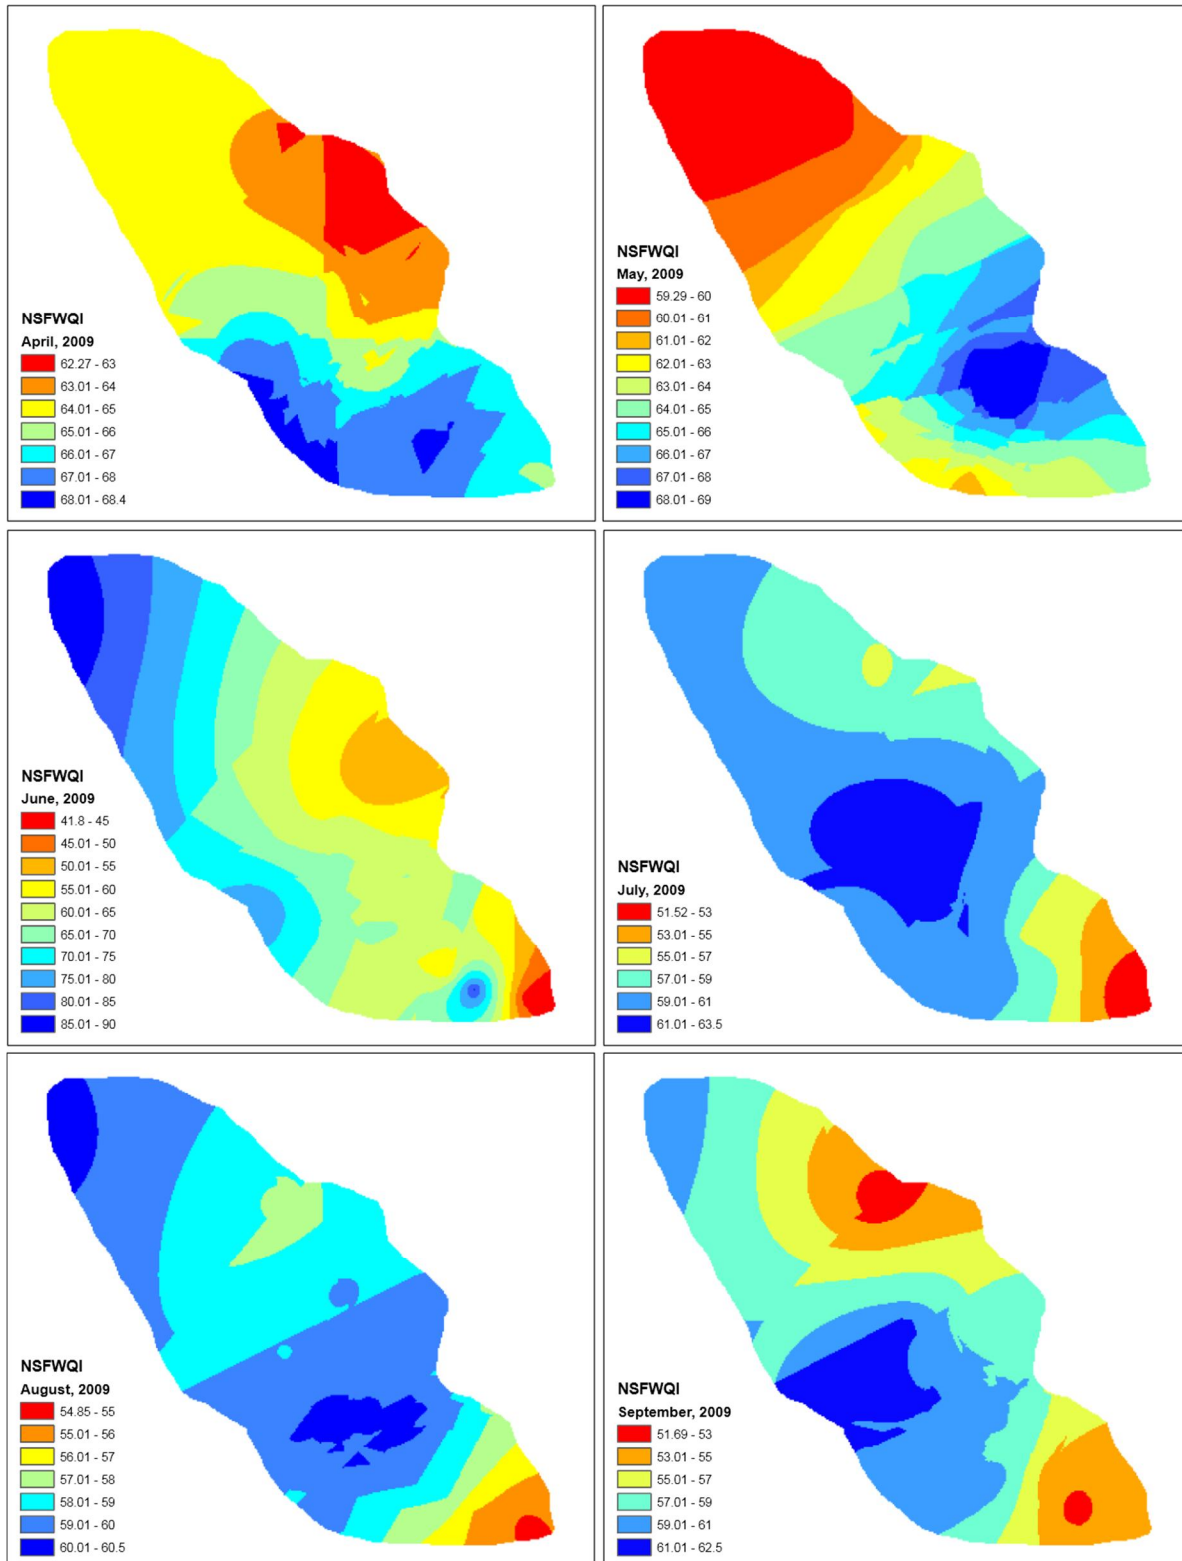 NSFWQI
April, 2009
62.27 - 63
63.01 - 64
64.01 - 65
65.01 - 66
66.01 - 67
67.01 - 68
68.01 - 68.4
NSFWQI
May, 2009
59.29 - 60
60.01 - 61
61.01 - 62
62.01 - 63
63.01 - 64
64.01 - 65
65.01 - 66
66.01 - 67
67.01 - 68
68.01 - 69
NSFWQI
June, 2009
41.8 - 45
45.01 - 50
50.01 - 55
55.01 - 60
60.01 - 65
65.01 - 70
70.01 - 75
75.01 - 80
80.01 - 85
85.01 - 90
NSFWQI
July, 2009
51.52 - 53
53.01 - 55
55.01 - 57
57.01 - 59
59.01 - 61
61.01 - 63.5
NSFWQI
August, 2009
54.85 - 55
55.01 - 56
56.01 - 57
57.01 - 58
58.01 - 59
59.01 - 60
60.01 - 60.5
NSFWQI
September, 2009
51.69 - 53
53.01 - 55
55.01 - 57
57.01 - 59
59.01 - 61
61.01 - 62.5